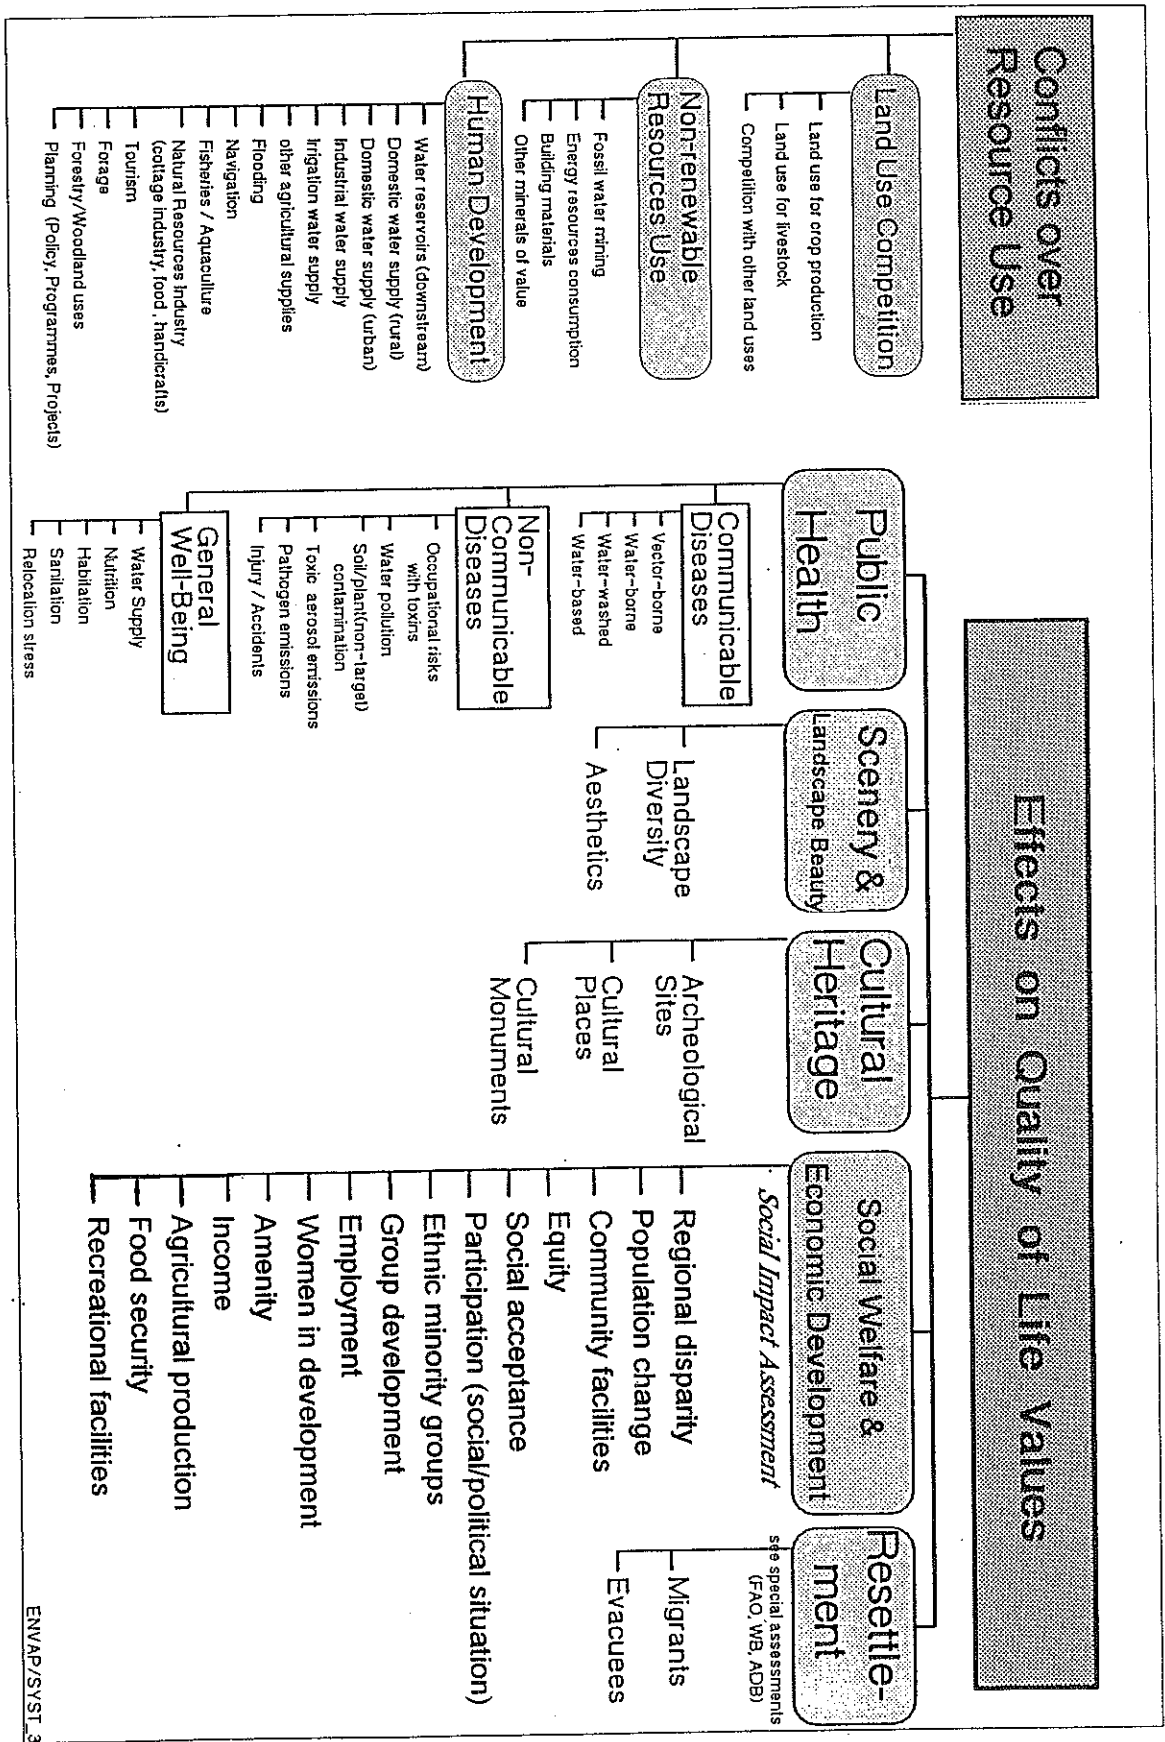 Conflicts over
Resource Use
Land Use Competition
Land use for crop production
Land use for livestock
Competition with other land uses
Non-renewable
Resources Use
Fossil water mining
Energy resources consumption
Building materials
Other minerals of value
Human Development
Water reservoirs (downstream)
Domestic water supply (rural)
Domestic water supply (urban)
Industrial water supply
Irrigation water supply
other agricultural supplies
Flooding
Navigation
Fisheries / Aquaculture
Natural Resources Industry
(cottage industry, food , handicrafts)
Tourism
Forage
Forestry/Woodland uses
Planning (Policy, Programmes, Projects)
Effects on Quality of Life Values
Public
Health
Communicable
Diseases
Vector-borne
Water-borne
Water-washed
Water-based
Non-
Communicable
Diseases
Occupational risks
with toxins
Water pollution
Soil/plant(non-target)
contamination
Toxic aerosol emissions
Pathogen emissions
Injury / Accidents
General
Well-Being
Water Supply
Nutrition
Habitation
Sanitation
Relocation stress
Scenery &
Landscape Beauty
Landscape
Diversity
Aesthetics
Cultural
Heritage
Archeological
Sites
Cultural
Places
Cultural
Monuments
Social Welfare &
Economic Development
Social Impact Assessment
Regional disparity
Population change
Community facilities
Equity
Social acceptance
Participation (social/political situation)
Ethnic minority groups
Group development
Employment
Women in development
Amenity
Income
Agricultural production
Food security
Recreational facilities
Resettle-
ment
see special assessments
(FAO, WB, ADB)
Migrants
Evacuees
ENVAP/SYST_3